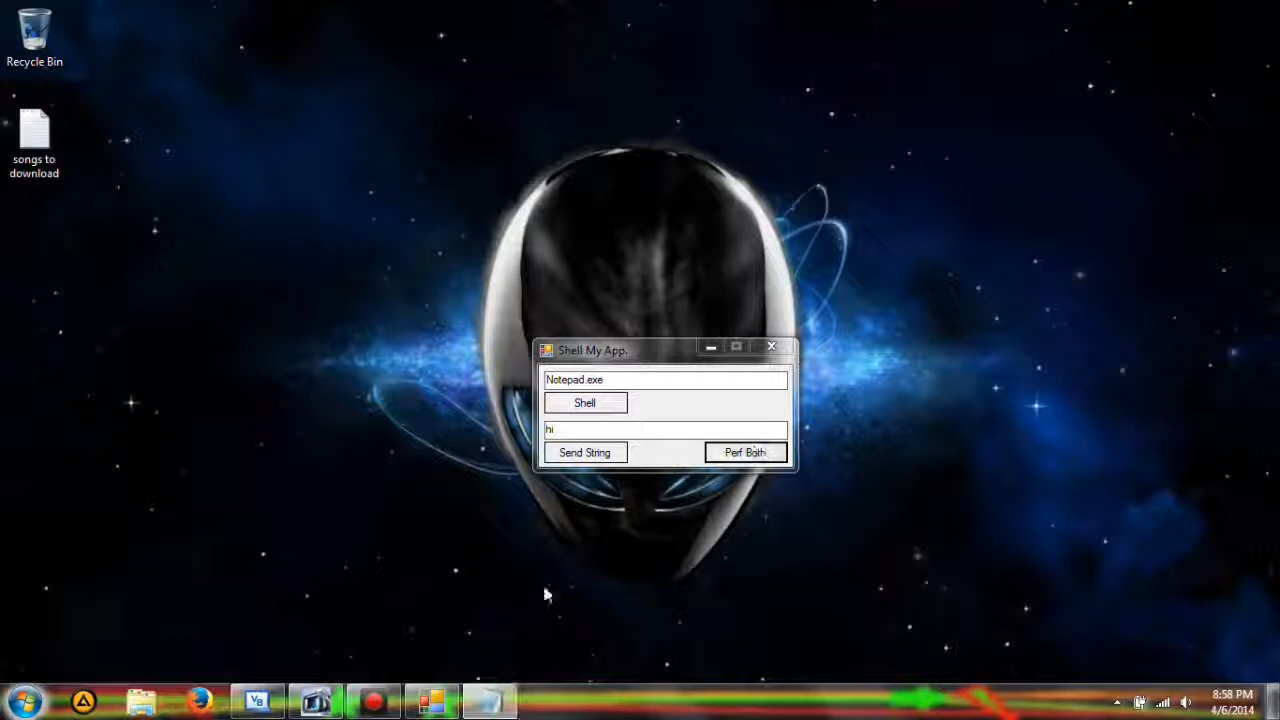 Recycle Bin
songs to
download
Shell My App.
Notepad.exe
Shell
hi
Send String
Perf Both
VB
8:58 PM
4/6/2014